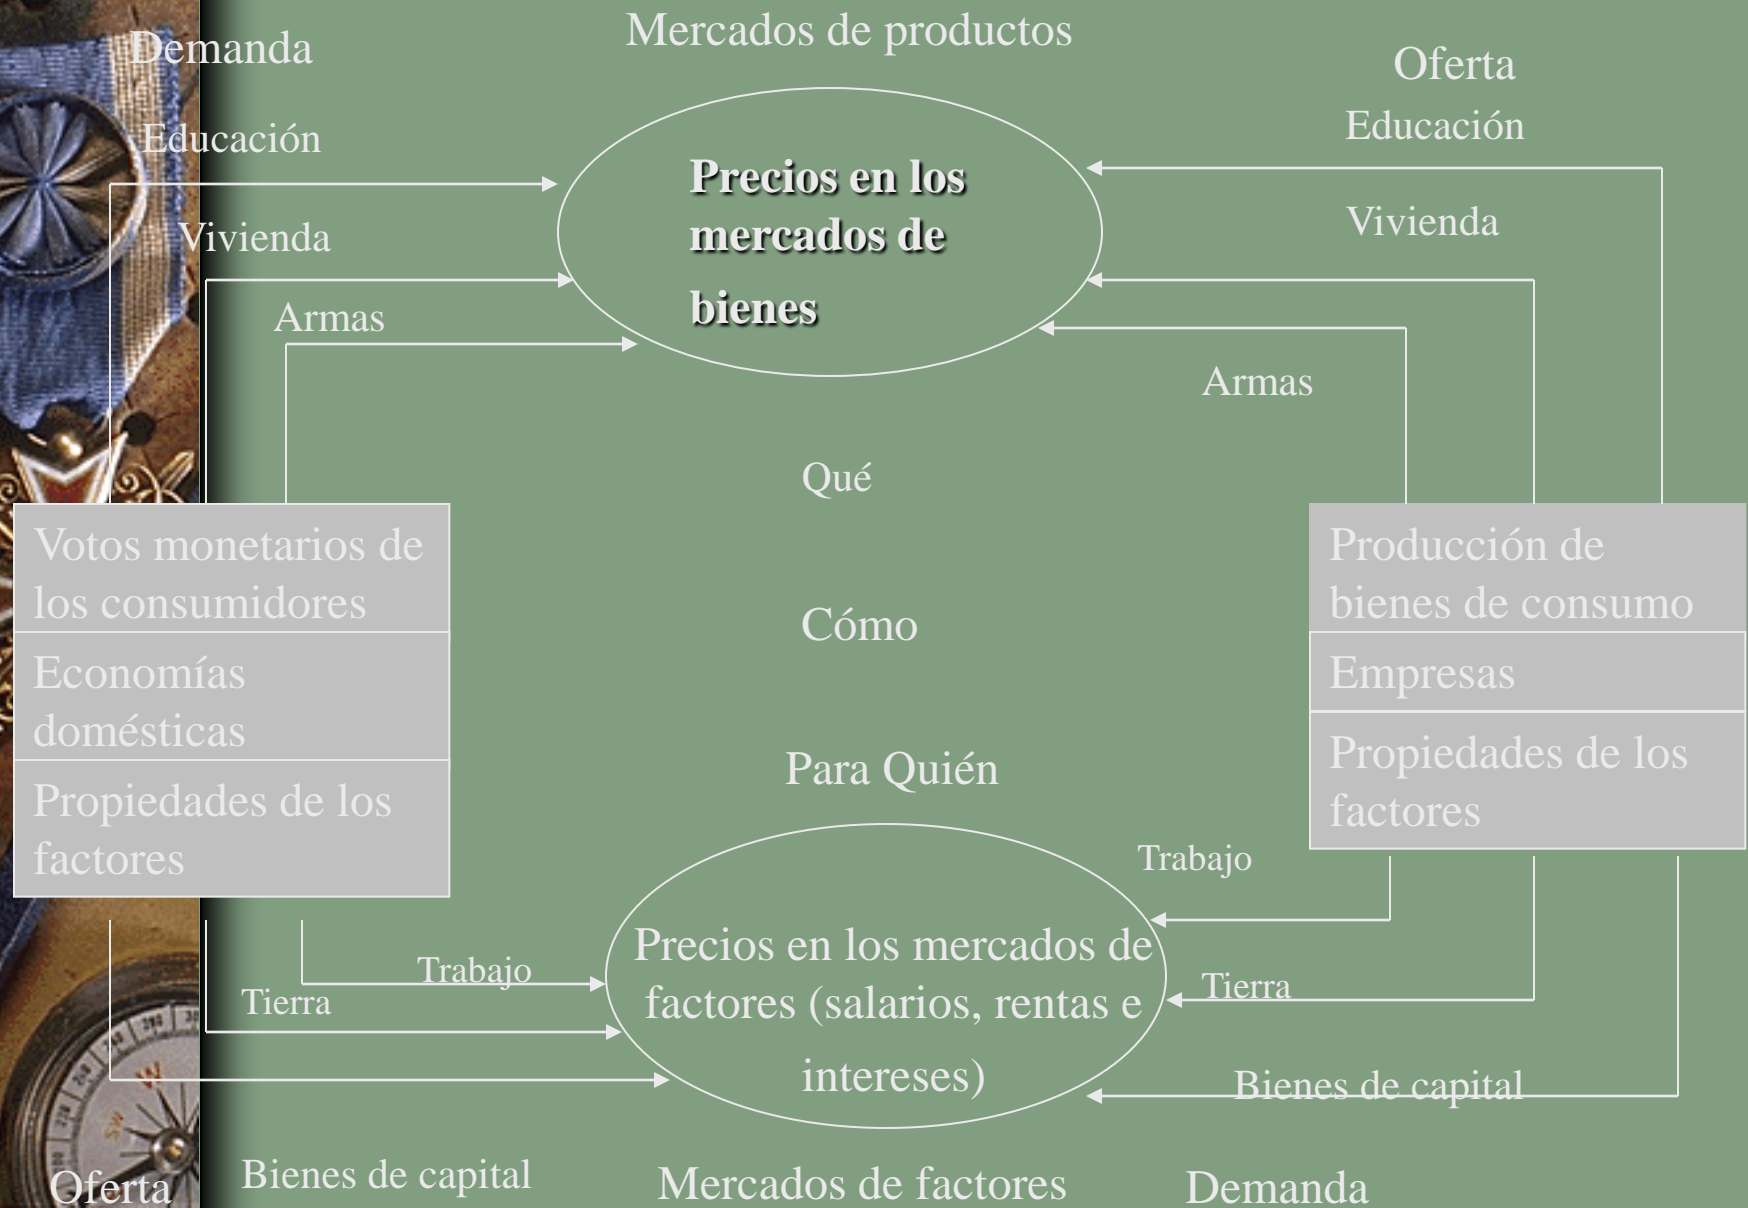 Mercados de productos
Demanda
Oferta
Educación
Educación
Precios en los
mercados de
bienes
Vivienda
Vivienda
Armas
Armas
Qué
Cómo
Para Quién
Votos monetarios de
los consumidores
Economías
domésticas
Propiedades de los
factores
Producción de
bienes de consumo
Empresas
Propiedades de los
factores
Trabajo
Trabajo
Tierra
Precios en los mercados de
factores (salarios, rentas e
intereses)
Tierra
Bienes de capital
Oferta
Bienes de capital
Mercados de factores
Demanda